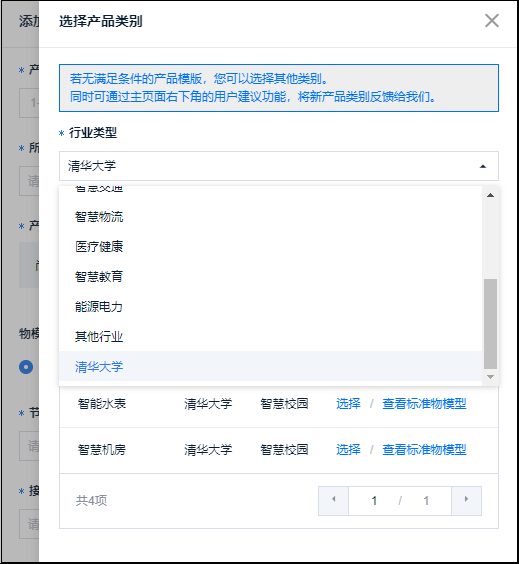 添加
选择产品类别
若无满足条件的产品模版，您可以选择其他类别。
同时可通过主页面右下角的用户建议功能，将新产品类别反馈给我们。
* 产
1-
* 行业类型
* 所
清华大学
请
智慧交通
智慧物流
* 产
医疗健康
智慧教育
能源电力
物模
其他行业
清华大学
* 节
智能水表 清华大学 智慧校园 选择 / 查看标准物模型
请
智慧机房 清华大学 智慧校园 选择 / 查看标准物模型
* 接
共4项 1 / 1
请